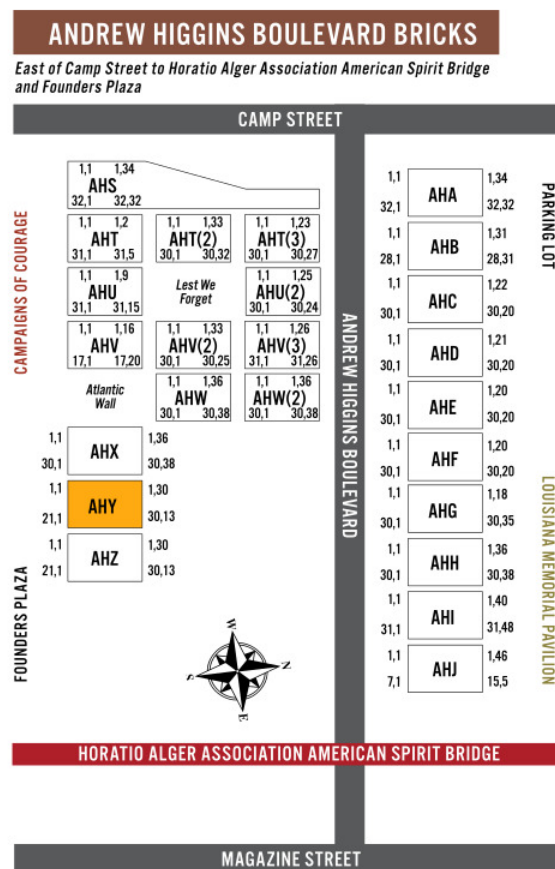 ANDREW HIGGINS BOULEVARD BRICKS
East of Camp Street to Horatio Alger Association American Spirit Bridge
and Founders Plaza
CAMP STREET
CAMPAIGNS OF COURAGE
1,1 1,34
AHS
32,1 32,32
1,1 1,2
AHT
31,1 31,5
1,1 1,33
AHT(2)
30,1 30,32
1,1 1,23
AHT(3)
30,1 30,27
1,1 1,9
AHU
31,1 31,15
Lest We
Forget
1,1 1,25
AHU(2)
30,1 30,24
1,1 1,16
AHV
17,1 17,20
1,1 1,33
AHV(2)
30,1 30,25
1,1 1,26
AHV(3)
31,1 31,26
Atlantic
Wall
1,1 1,36
AHW
30,1 30,38
1,1 1,36
AHW(2)
30,1 30,38
1,1 1,36
AHX
30,1 30,38
1,1 1,30
AHY
21,1 30,13
1,1 1,30
AHZ
21,1 30,13
FOUNDERS PLAZA
W
N
S
E
ANDREW HIGGINS BOULEVARD
1,1 1,34
AHA
32,1 32,32
1,1 1,31
AHB
28,1 28,31
1,1 1,22
AHC
30,1 30,20
1,1 1,21
AHD
30,1 30,20
1,1 1,20
AHE
30,1 30,20
1,1 1,20
AHF
30,1 30,20
1,1 1,18
AHG
30,1 30,35
1,1 1,36
AHH
30,1 30,38
1,1 1,40
AHI
31,1 31,48
1,1 1,46
AHJ
7,1 15,5
PARKING LOT
LOUISIANA MEMORIAL PAVILION
HORATIO ALGER ASSOCIATION AMERICAN SPIRIT BRIDGE
MAGAZINE STREET